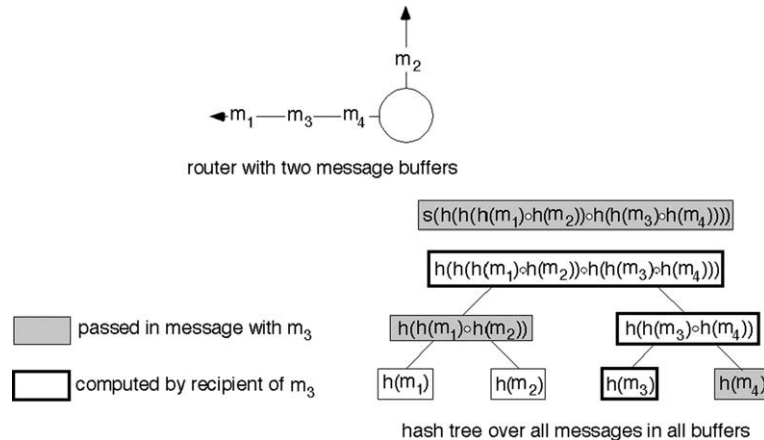 m₂
m₁ m₃ m₄
router with two message buffers
s(h(h(h(m₁)∘h(m₂))∘h(h(m₃)∘h(m₄))))
h(h(h(m₁)∘h(m₂))∘h(h(m₃)∘h(m₄)))
passed in message with m₃
h(h(m₁)∘h(m₂)) h(h(m₃)∘h(m₄))
computed by recipient of m₃
h(m₁) h(m₂) h(m₃) h(m₄)
hash tree over all messages in all buffers